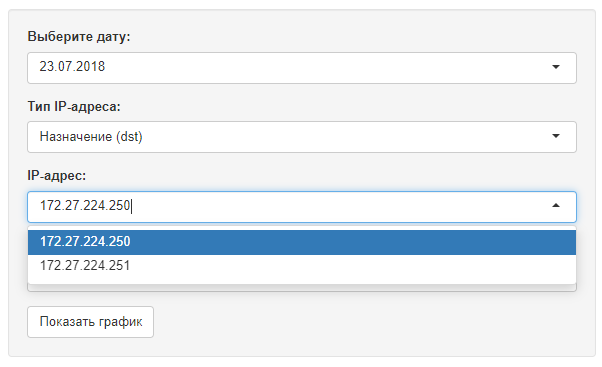 Выберите дату:
23.07.2018
Тип IP-адреса:
Назначение (dst)
IP-адрес:
172.27.224.250
172.27.224.250
172.27.224.251
Показать график